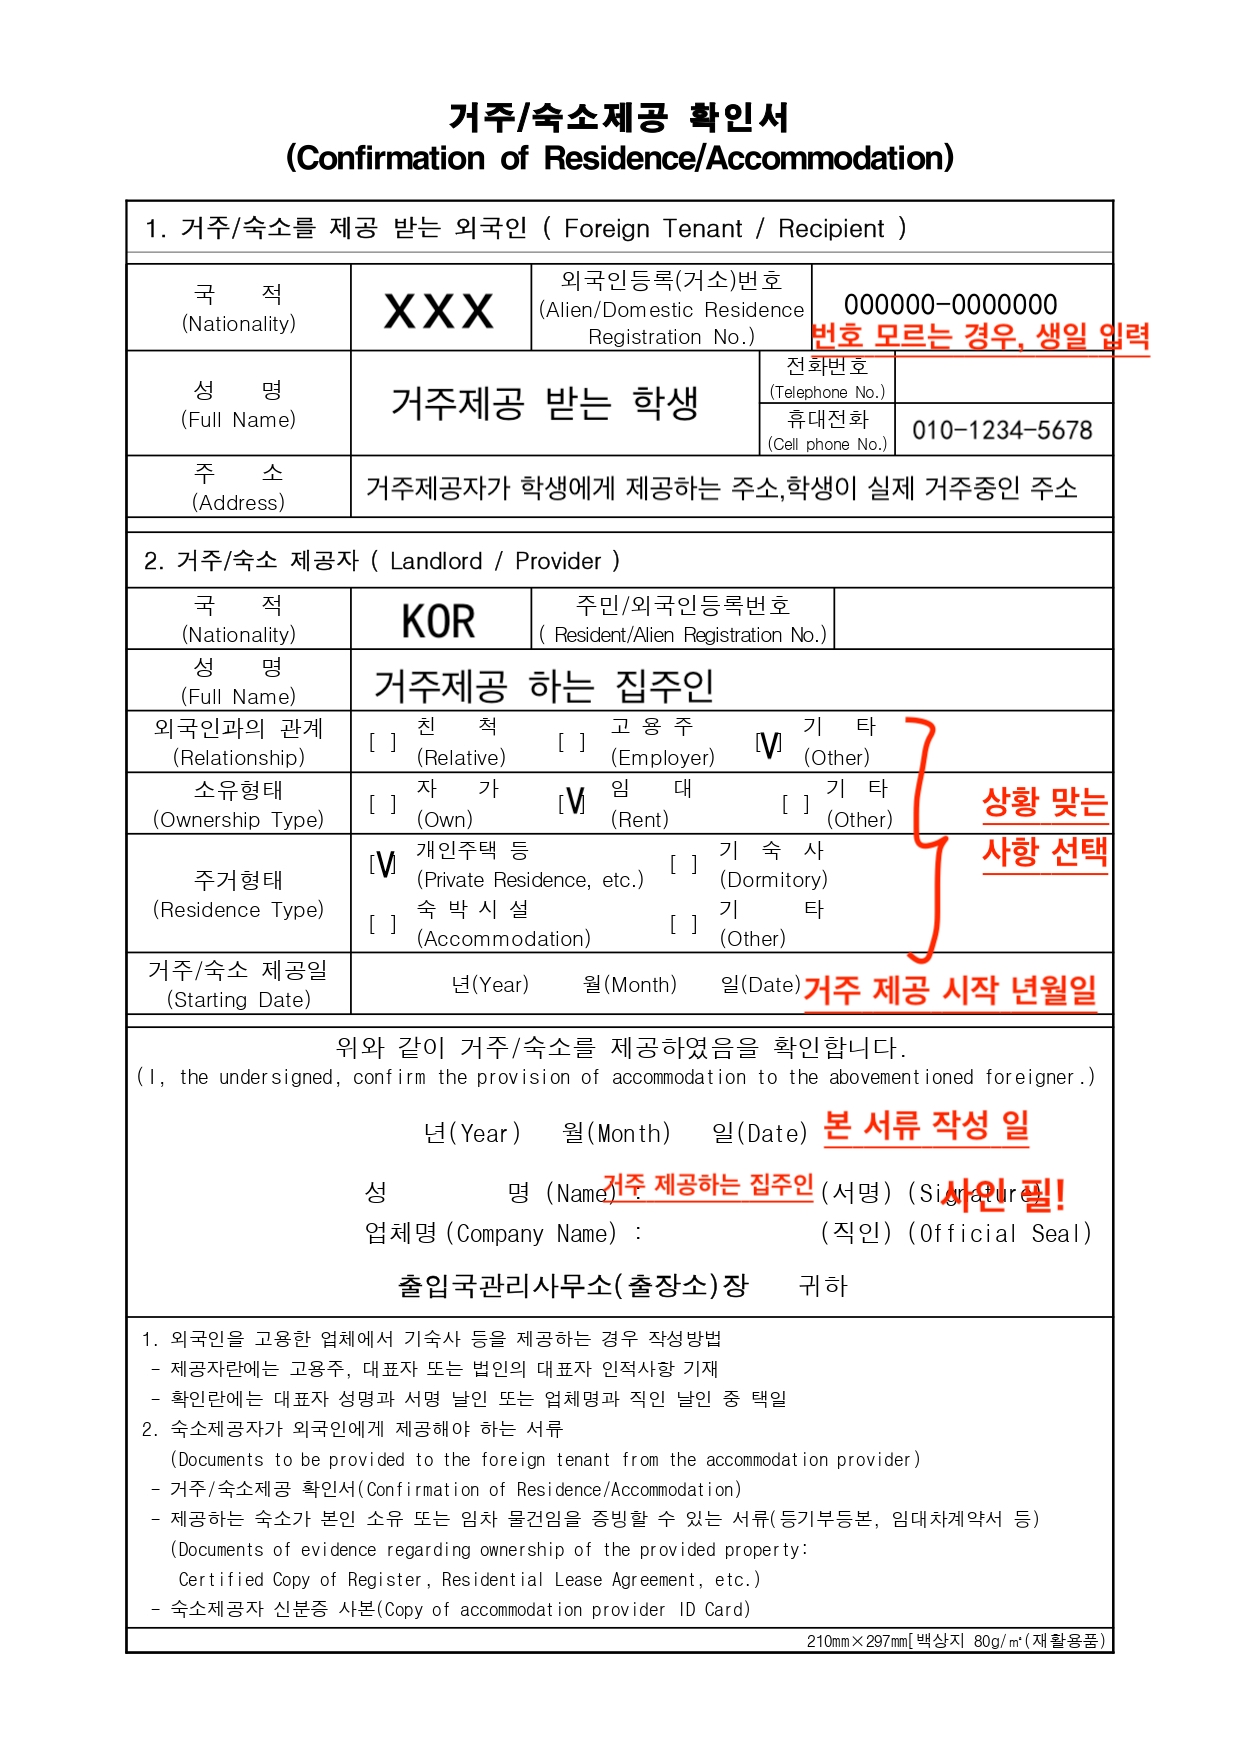 거주/숙소제공 확인서
(Confirmation of Residence/Accommodation)
1. 거주/숙소를 제공 받는 외국인 ( Foreign Tenant / Recipient )
국 적
(Nationality)
XXX
외국인등록(거소)번호
(Alien/Domestic Residence
Registration No.)
000000-0000000
번호 모르는 경우, 생일 입력
성 명
(Full Name)
거주제공 받는 학생
전화번호
(Telephone No.)
휴대전화
(Cell phone No.)
010-1234-5678
주 소
(Address)
거주제공자가 학생에게 제공하는 주소,학생이 실제 거주중인 주소
2. 거주/숙소 제공자 ( Landlord / Provider )
국 적
(Nationality)
KOR
주민/외국인등록번호
( Resident/Alien Registration No.)
성 명
(Full Name)
거주제공 하는 집주인
외국인과의 관계
(Relationship)
[ ] 친 척
(Relative)
[ ] 고 용 주
(Employer)
[V] 기 타
(Other)
소유형태
(Ownership Type)
[ ] 자 가
(Own)
[V] 임 대
(Rent)
[ ] 기 타
(Other)
상황 맞는
사항 선택
주거형태
(Residence Type)
[V] 개인주택 등
(Private Residence, etc.)
[ ] 기 숙 사
(Dormitory)
[ ] 숙 박 시 설
(Accommodation)
[ ] 기 타
(Other)
거주/숙소 제공일
(Starting Date)
년(Year) 월(Month) 일(Date) 거주 제공 시작 년월일
위와 같이 거주/숙소를 제공하였음을 확인합니다.
(I, the undersigned, confirm the provision of accommodation to the abovementioned foreigner.)
년(Year) 월(Month) 일(Date) 본 서류 작성 일
성 명 (Name) : 거주 제공하는 집주인 (서명) (Signature) 사인 필!
업체명(Company Name) : (직인) (Official Seal)
출입국관리사무소(출장소)장 귀하
1. 외국인을 고용한 업체에서 기숙사 등을 제공하는 경우 작성방법
- 제공자란에는 고용주, 대표자 또는 법인의 대표자 인적사항 기재
- 확인란에는 대표자 성명과 서명 날인 또는 업체명과 직인 날인 중 택일
2. 숙소제공자가 외국인에게 제공해야 하는 서류
(Documents to be provided to the foreign tenant from the accommodation provider)
- 거주/숙소제공 확인서(Confirmation of Residence/Accommodation)
- 제공하는 숙소가 본인 소유 또는 임차 물건임을 증빙할 수 있는 서류(등기부등본, 임대차계약서 등)
(Documents of evidence regarding ownership of the provided property:
Certified Copy of Register, Residential Lease Agreement, etc.)
- 숙소제공자 신분증 사본(Copy of accommodation provider ID Card)
210mm×297mm[백상지 80g/㎡(재활용품)